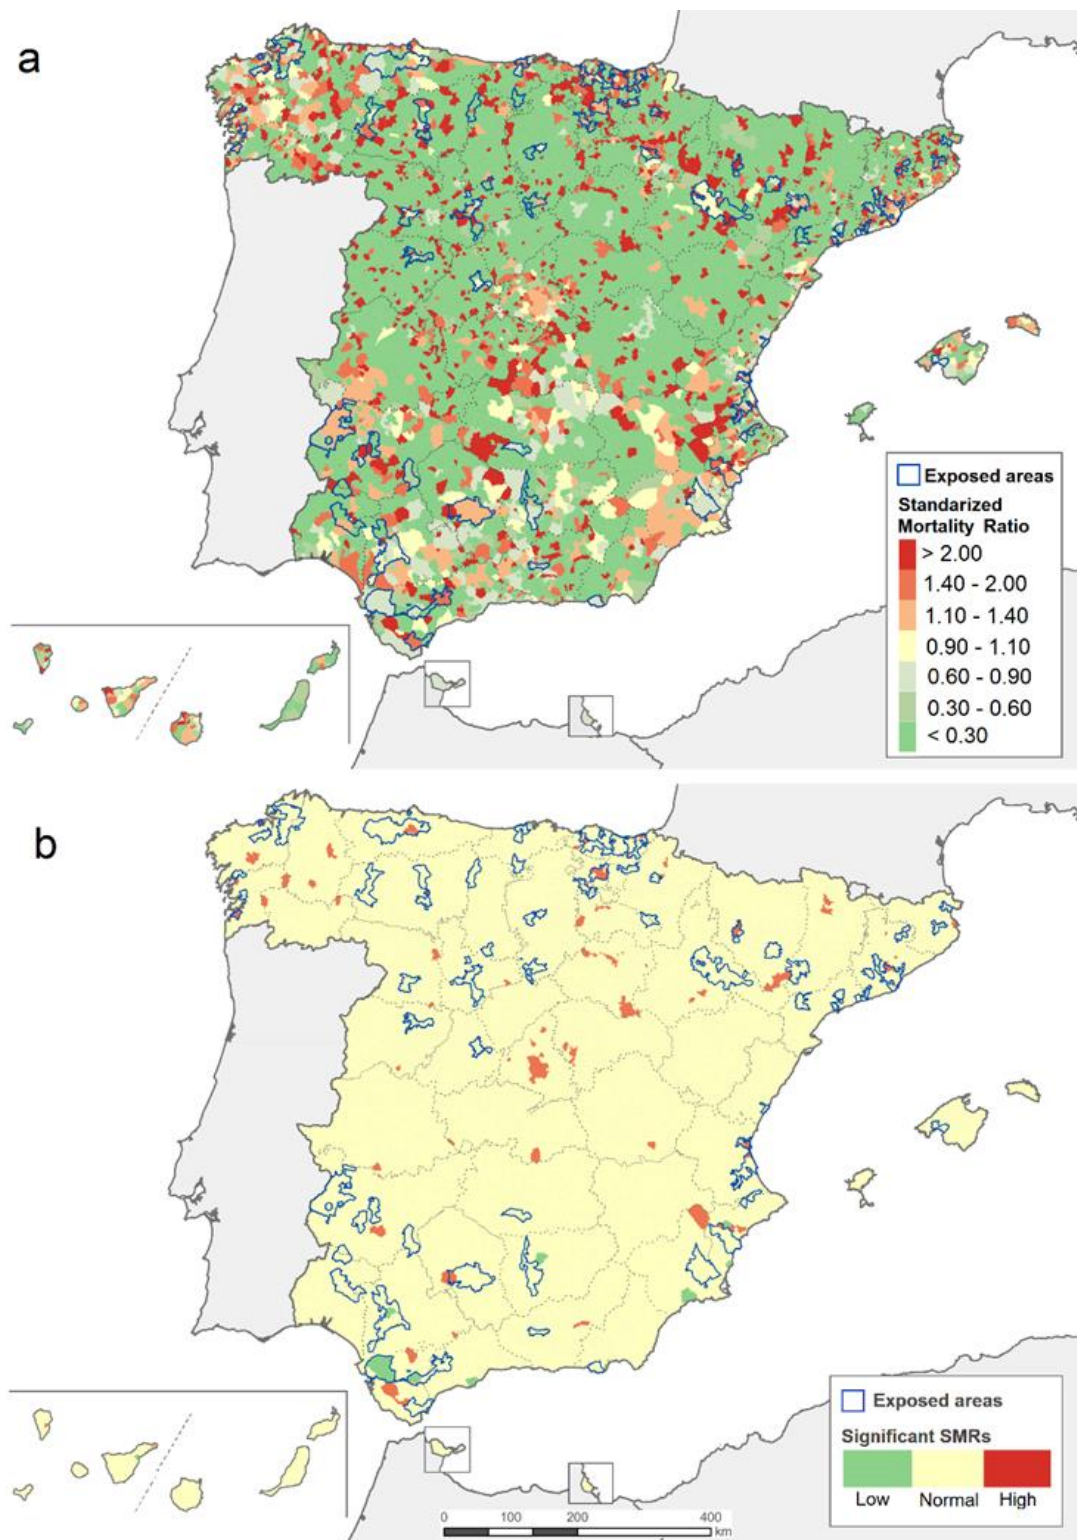 a
Exposed areas
Standarized
Mortality Ratio
> 2.00
1.40 - 2.00
1.10 - 1.40
0.90 - 1.10
0.60 - 0.90
0.30 - 0.60
< 0.30
b
Exposed areas
Significant SMRs
Low Normal High
0 100 200 400
km